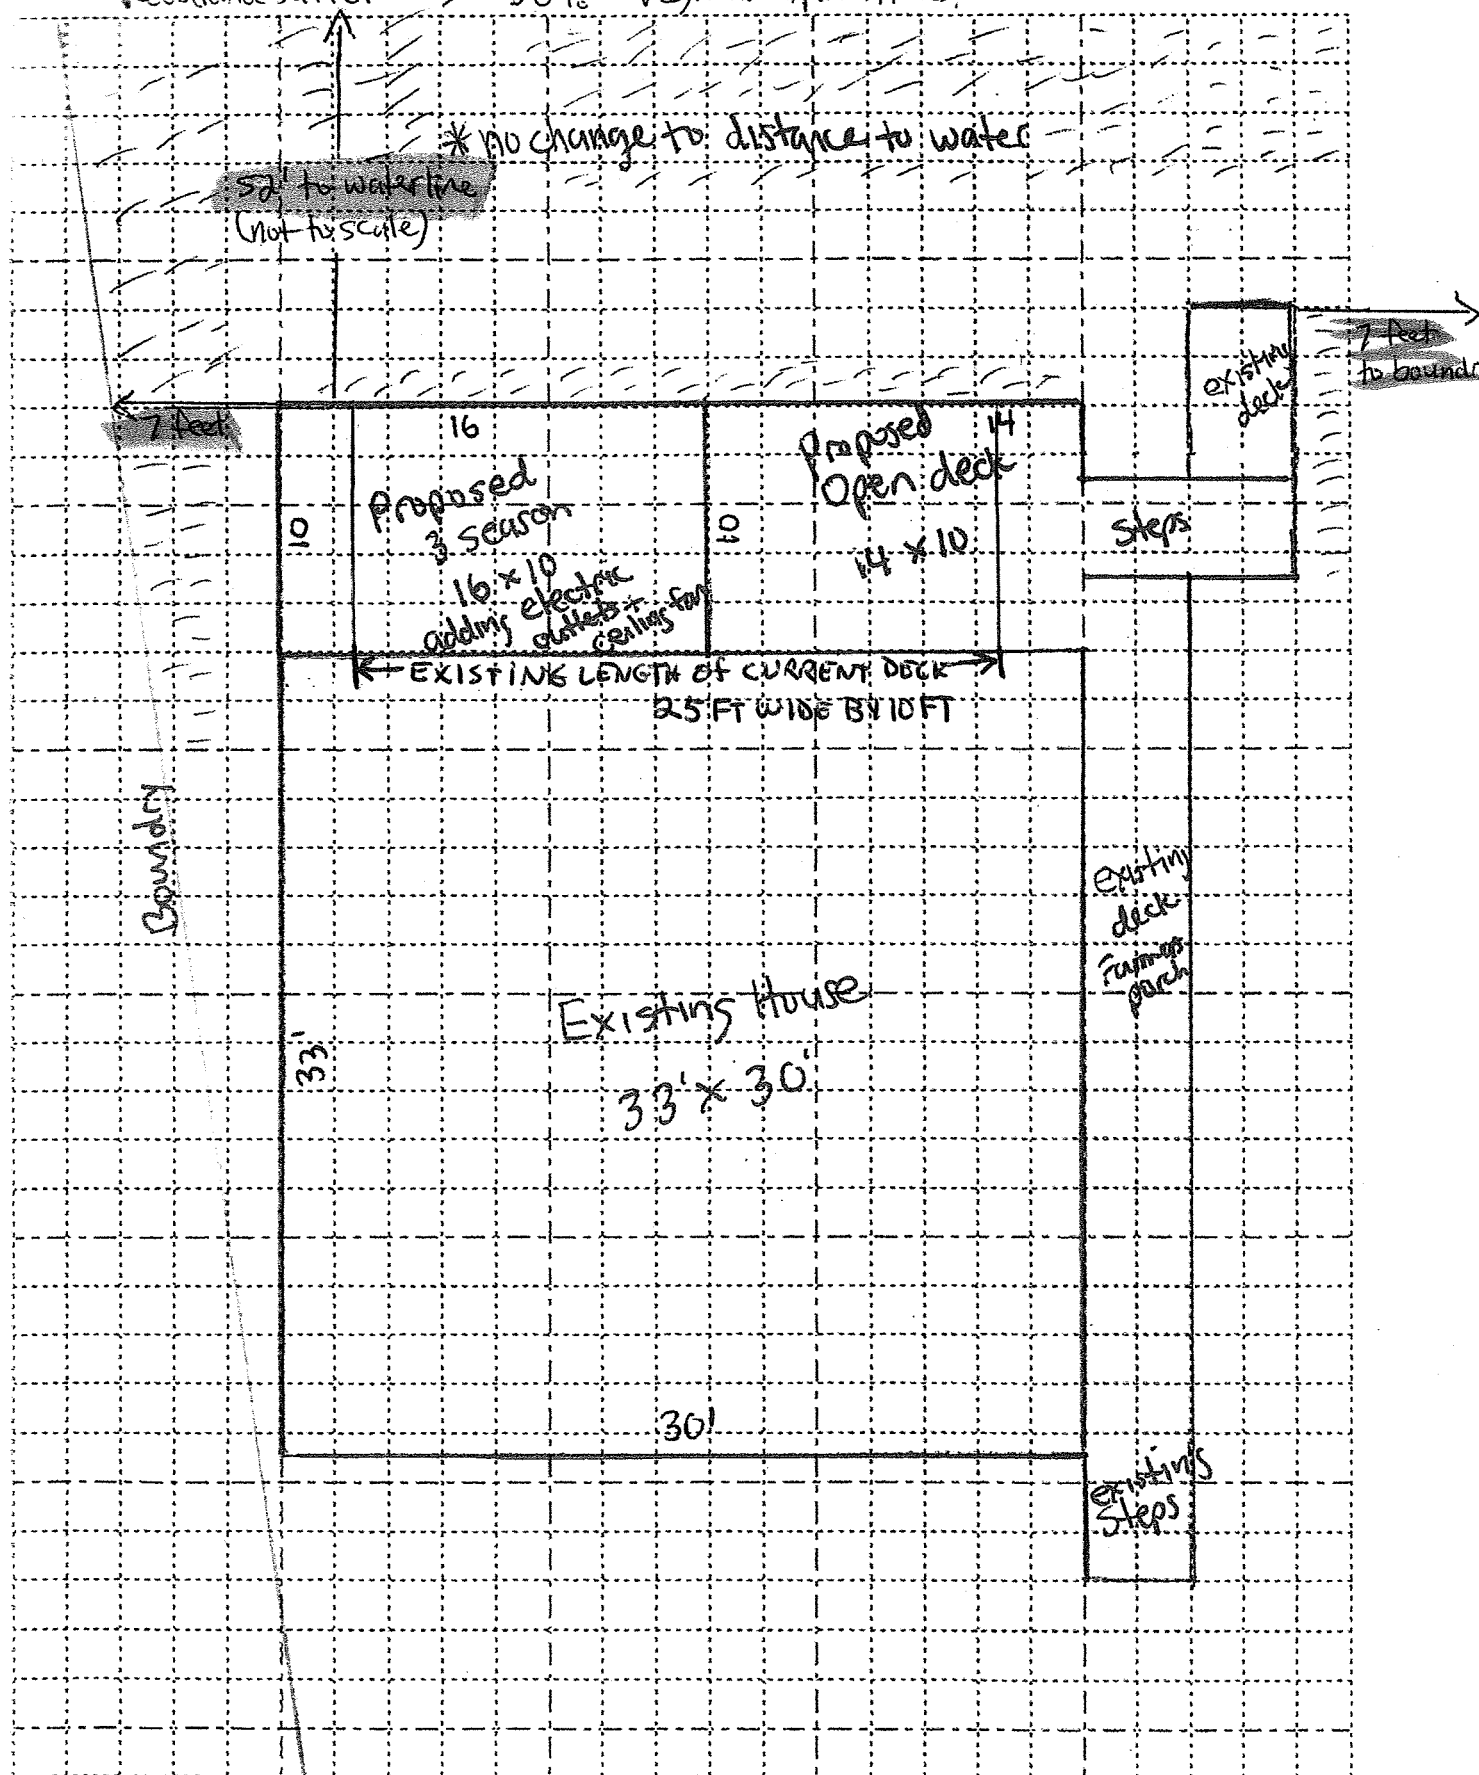 50%
*no change to distance to water
52' to waterline
(not to scale)
7 feet
to boundr
existing
deck
7 feet
16
14
10
10
Proposed
3 season
16 x 10
adding electric
outlets +
ceiling fan
Proposed
Open deck
14 x 10
steps
EXISTING LENGTH OF CURRENT DECK
25 FT WIDE BY 10 FT
Boundry
existing
deck
porch
Existing House
33' x 30'
33'
30'
existing
steps